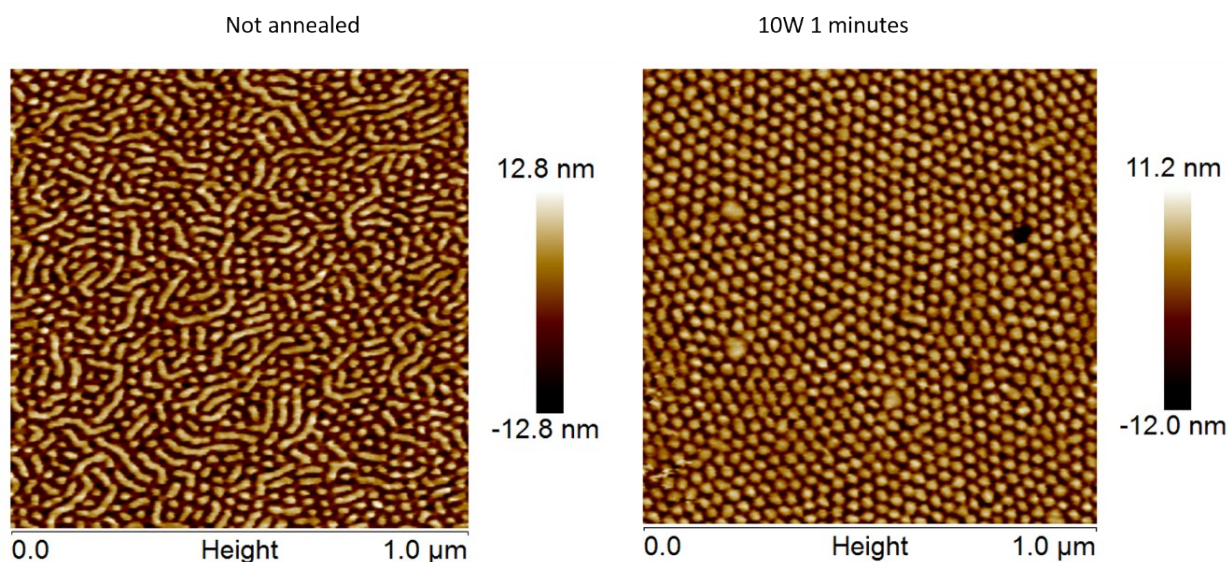 Not annealed
10W 1 minutes
12.8 nm
-12.8 nm
0.0 Height 1.0 µm
11.2 nm
-12.0 nm
0.0 Height 1.0 µm